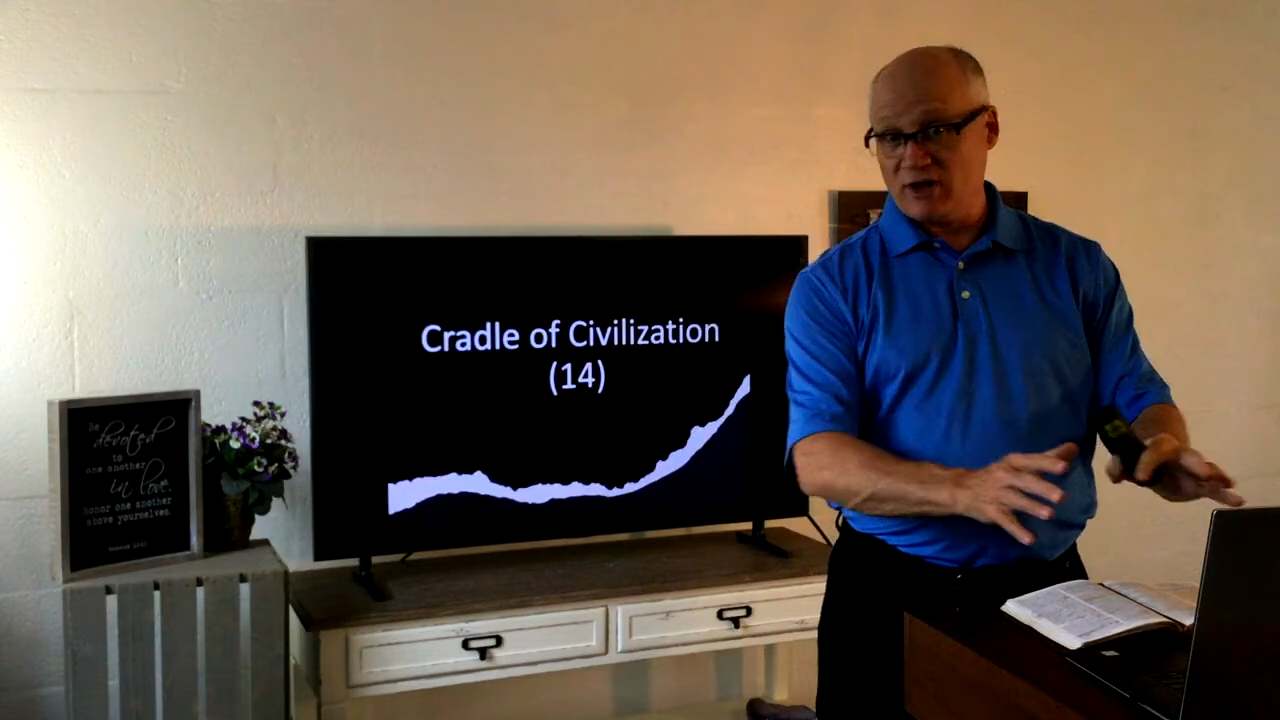 Cradle of Civilization
(14)
Be
devoted
to
one another
in love.
honor one another
above yourselves.